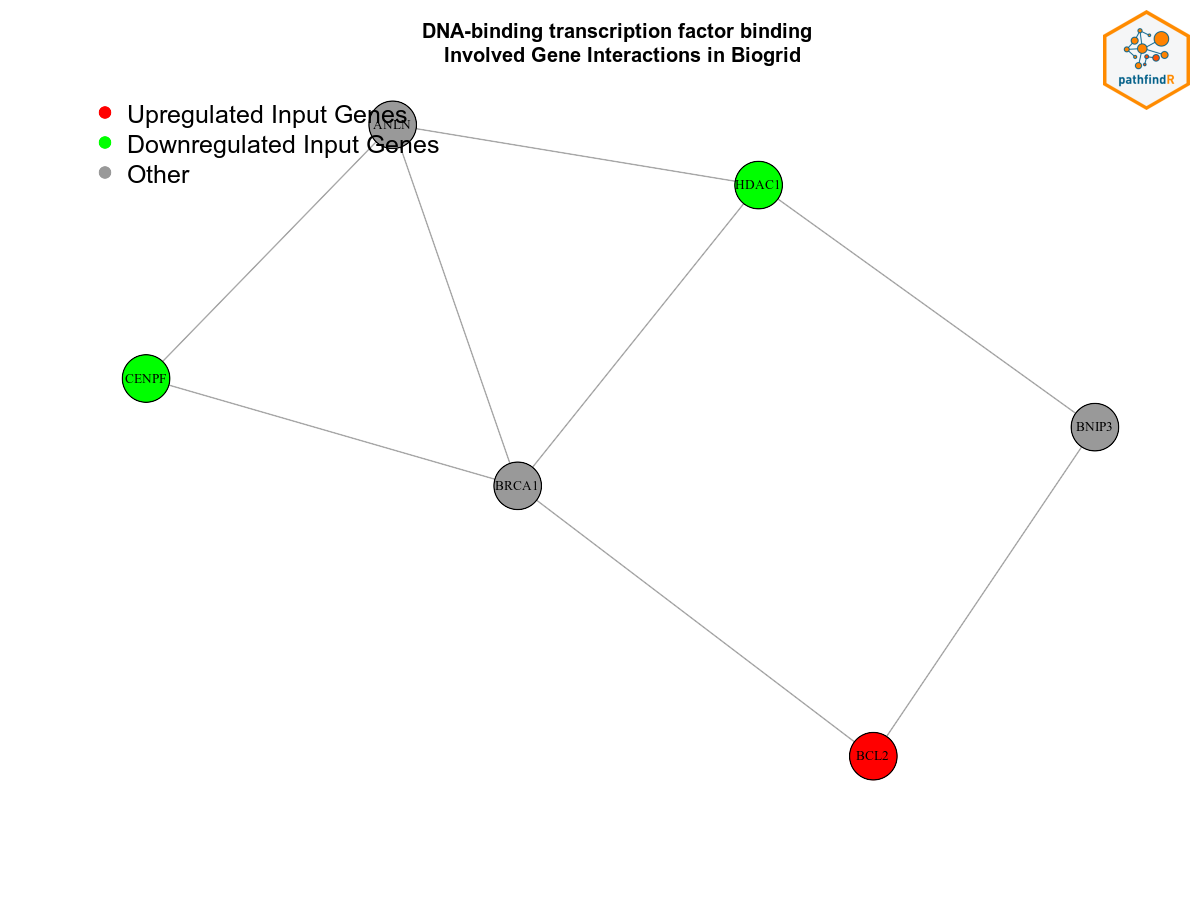 DNA-binding transcription factor binding
Involved Gene Interactions in Biogrid
pathfindR
Upregulated Input Genes
Downregulated Input Genes
Other
ANLN
HDAC1
CENPF
BNIP3
BRCA1
BCL2